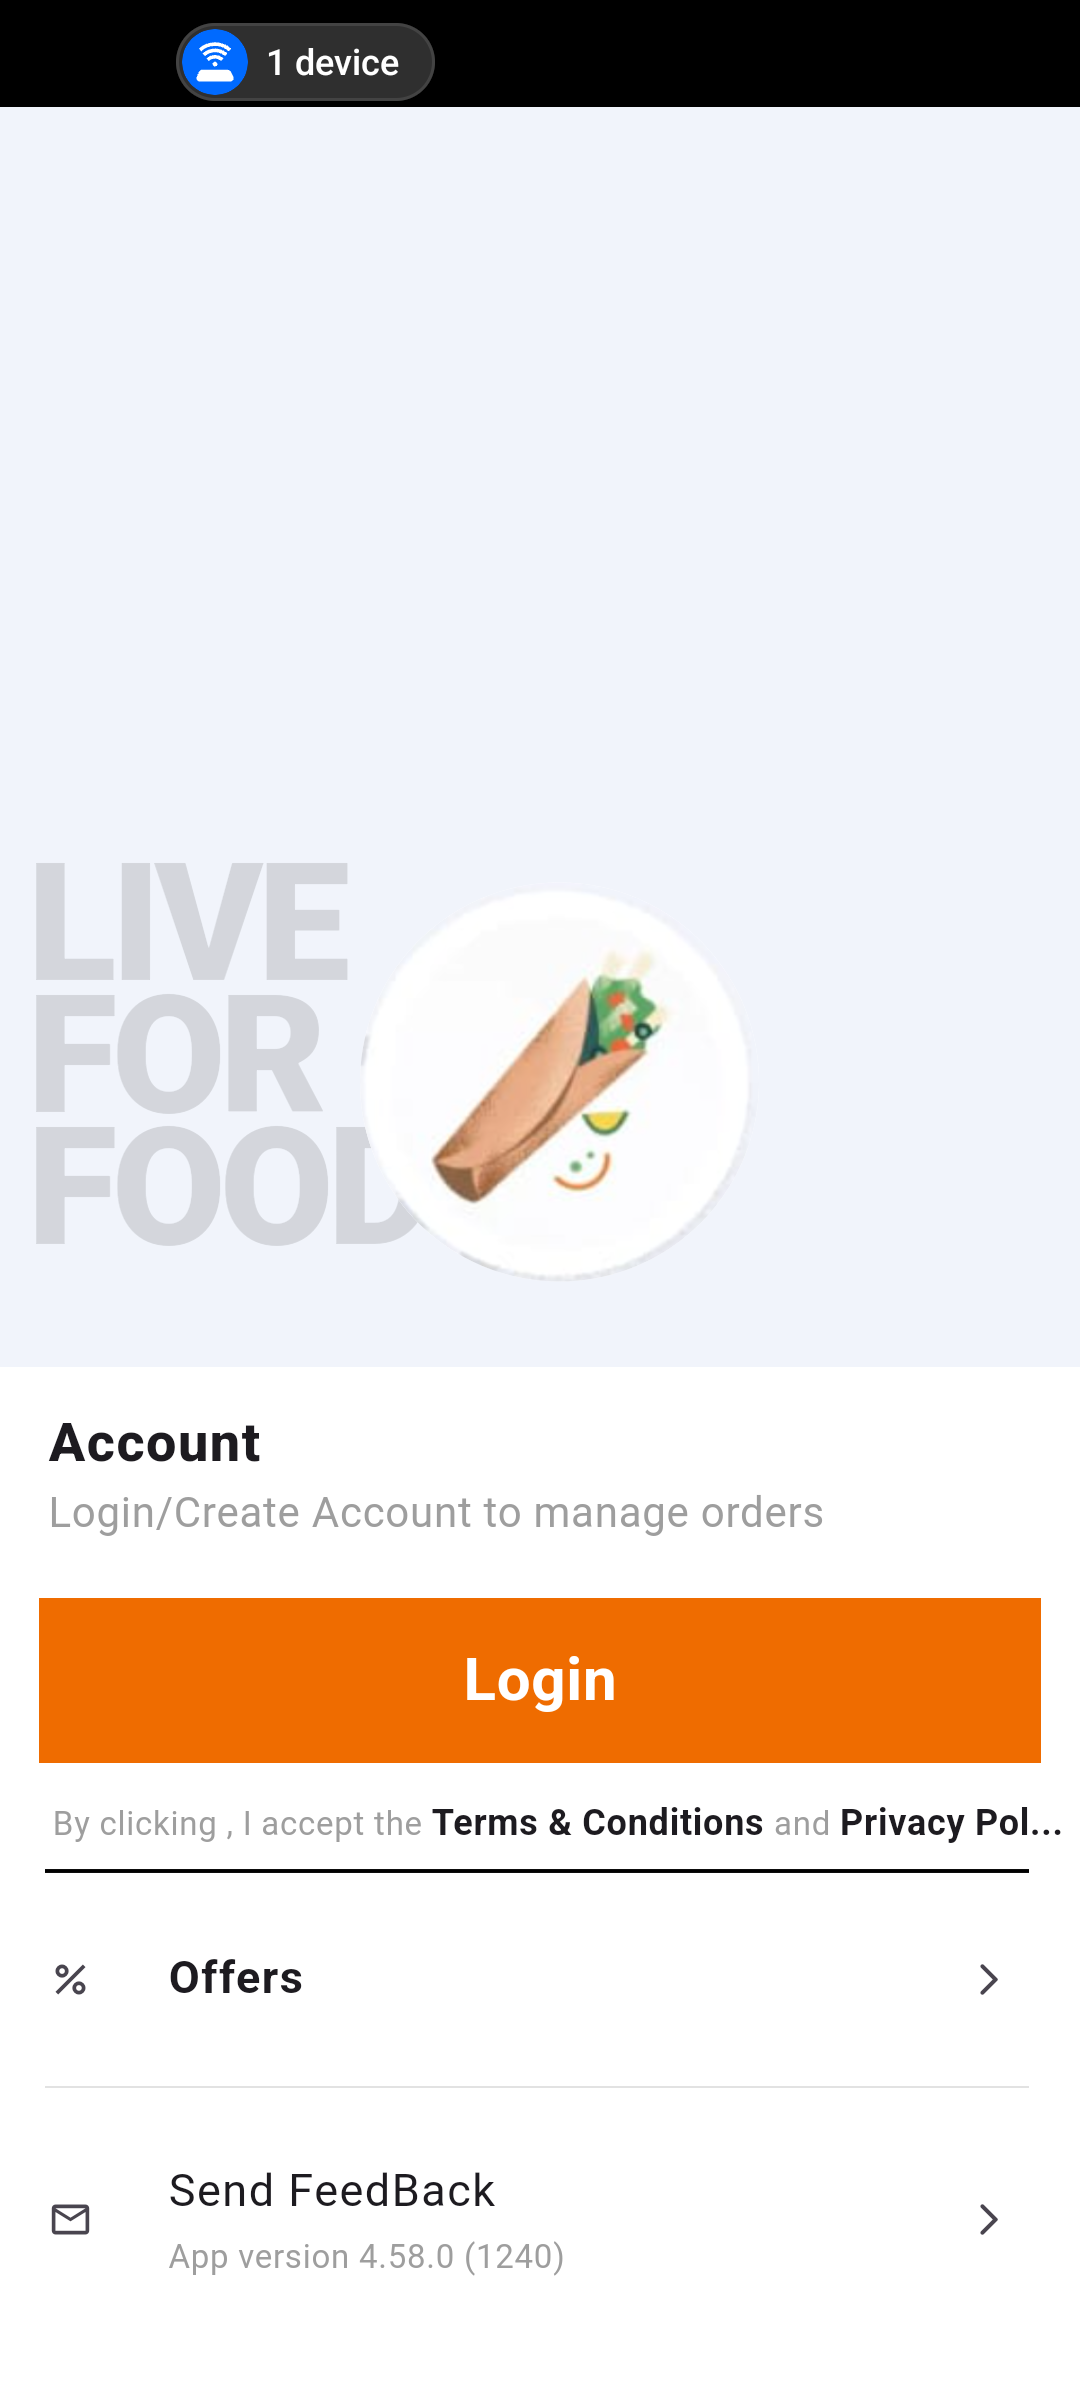 1 device
LIVE
FOR
FOOD
Account
Login/Create Account to manage orders
Login
By clicking , I accept the Terms & Conditions and Privacy Pol...
Offers
Send FeedBack
App version 4.58.0 (1240)